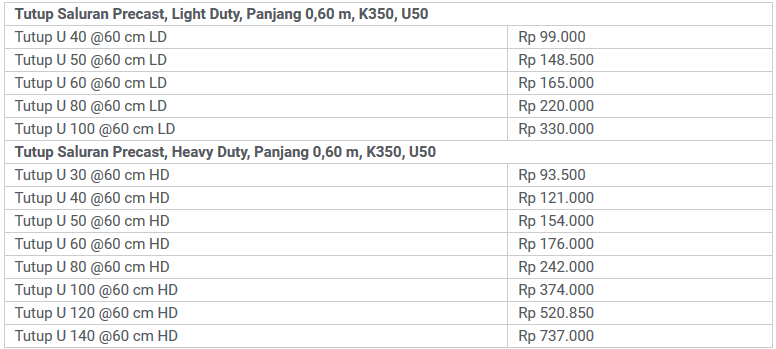 Tutup Saluran Precast, Light Duty, Panjang 0,60 m, K350, U50
Tutup U 40 @60 cm LD Rp 99.000
Tutup U 50 @60 cm LD Rp 148.500
Tutup U 60 @60 cm LD Rp 165.000
Tutup U 80 @60 cm LD Rp 220.000
Tutup U 100 @60 cm LD Rp 330.000
Tutup Saluran Precast, Heavy Duty, Panjang 0,60 m, K350, U50
Tutup U 30 @60 cm HD Rp 93.500
Tutup U 40 @60 cm HD Rp 121.000
Tutup U 50 @60 cm HD Rp 154.000
Tutup U 60 @60 cm HD Rp 176.000
Tutup U 80 @60 cm HD Rp 242.000
Tutup U 100 @60 cm HD Rp 374.000
Tutup U 120 @60 cm HD Rp 520.850
Tutup U 140 @60 cm HD Rp 737.000